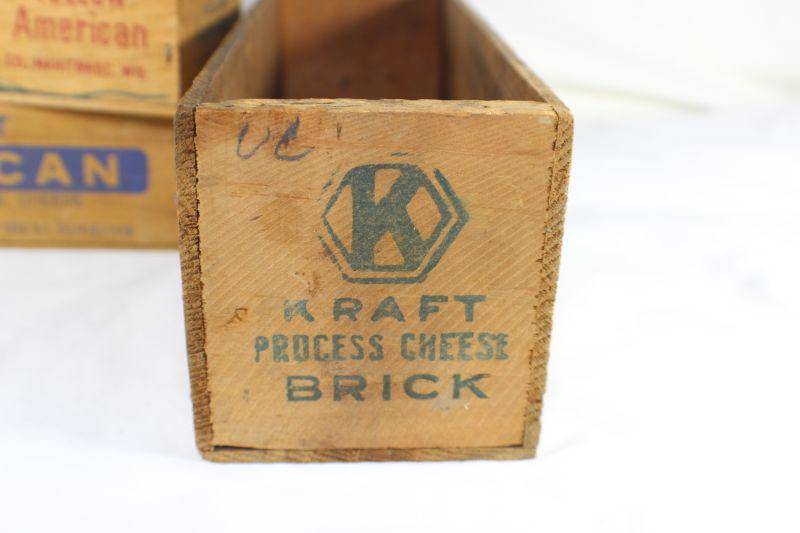 American
CAN
UC
K
KRAFT
PROCESS CHEESE
BRICK